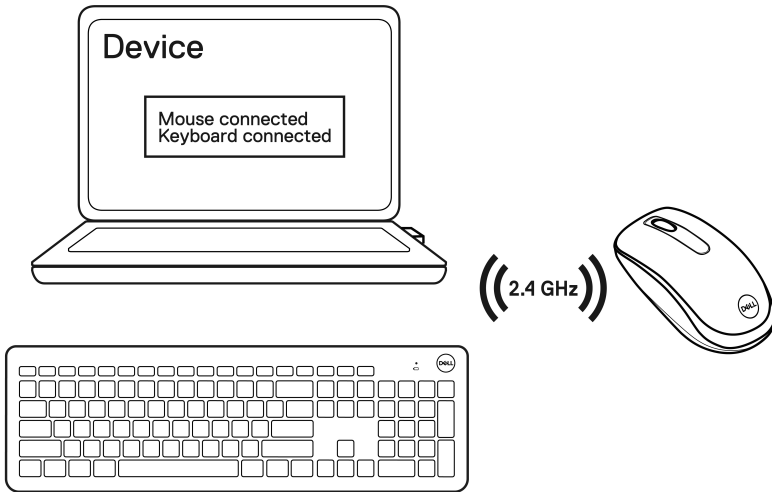 Device
Mouse connected
Keyboard connected
2.4 GHz
DELL
DELL